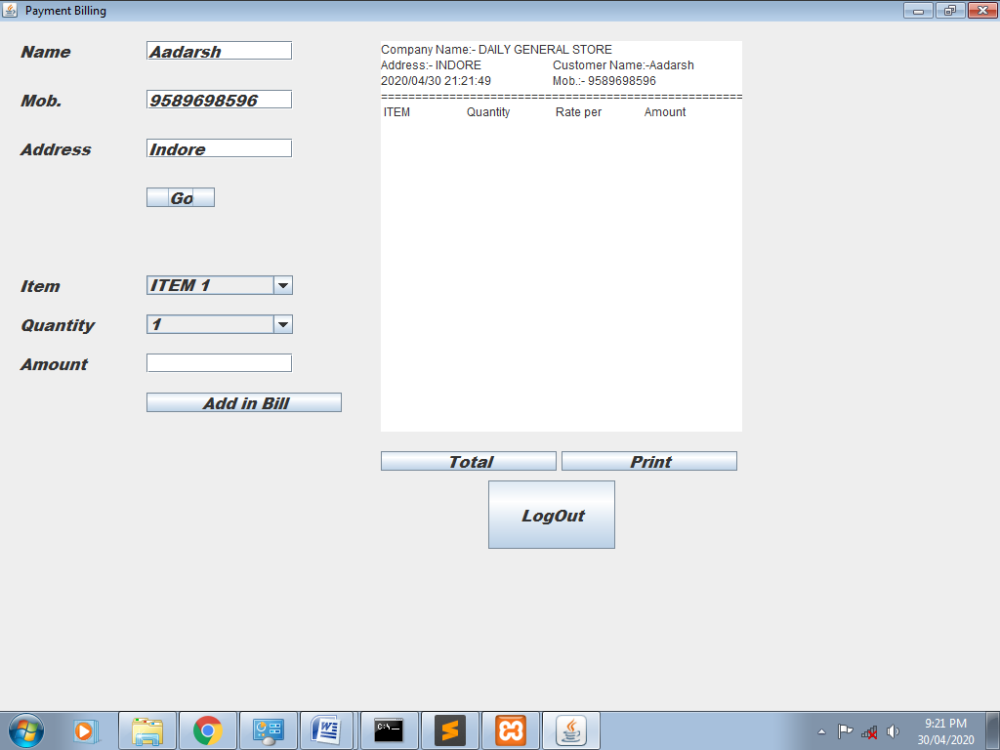 Payment Billing
Name Aadarsh
Mob. 9589698596
Address Indore
Go
Item ITEM 1
Quantity 1
Amount
Add in Bill
Company Name:- DAILY GENERAL STORE
Address:- INDORE Customer Name:-Aadarsh
2020/04/30 21:21:49 Mob.:- 9589698596
=====================================================
ITEM Quantity Rate per Amount
Total Print
LogOut
C:\_
9:21 PM
30/04/2020